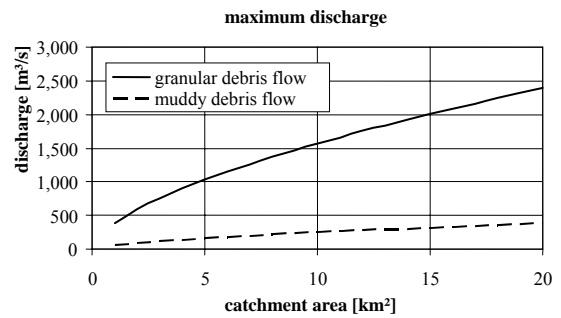 maximum discharge
discharge [m³/s]
3,000
2,500
2,000
1,500
1,000
500
0
granular debris flow
muddy debris flow
0 5 10 15 20
catchment area [km²]